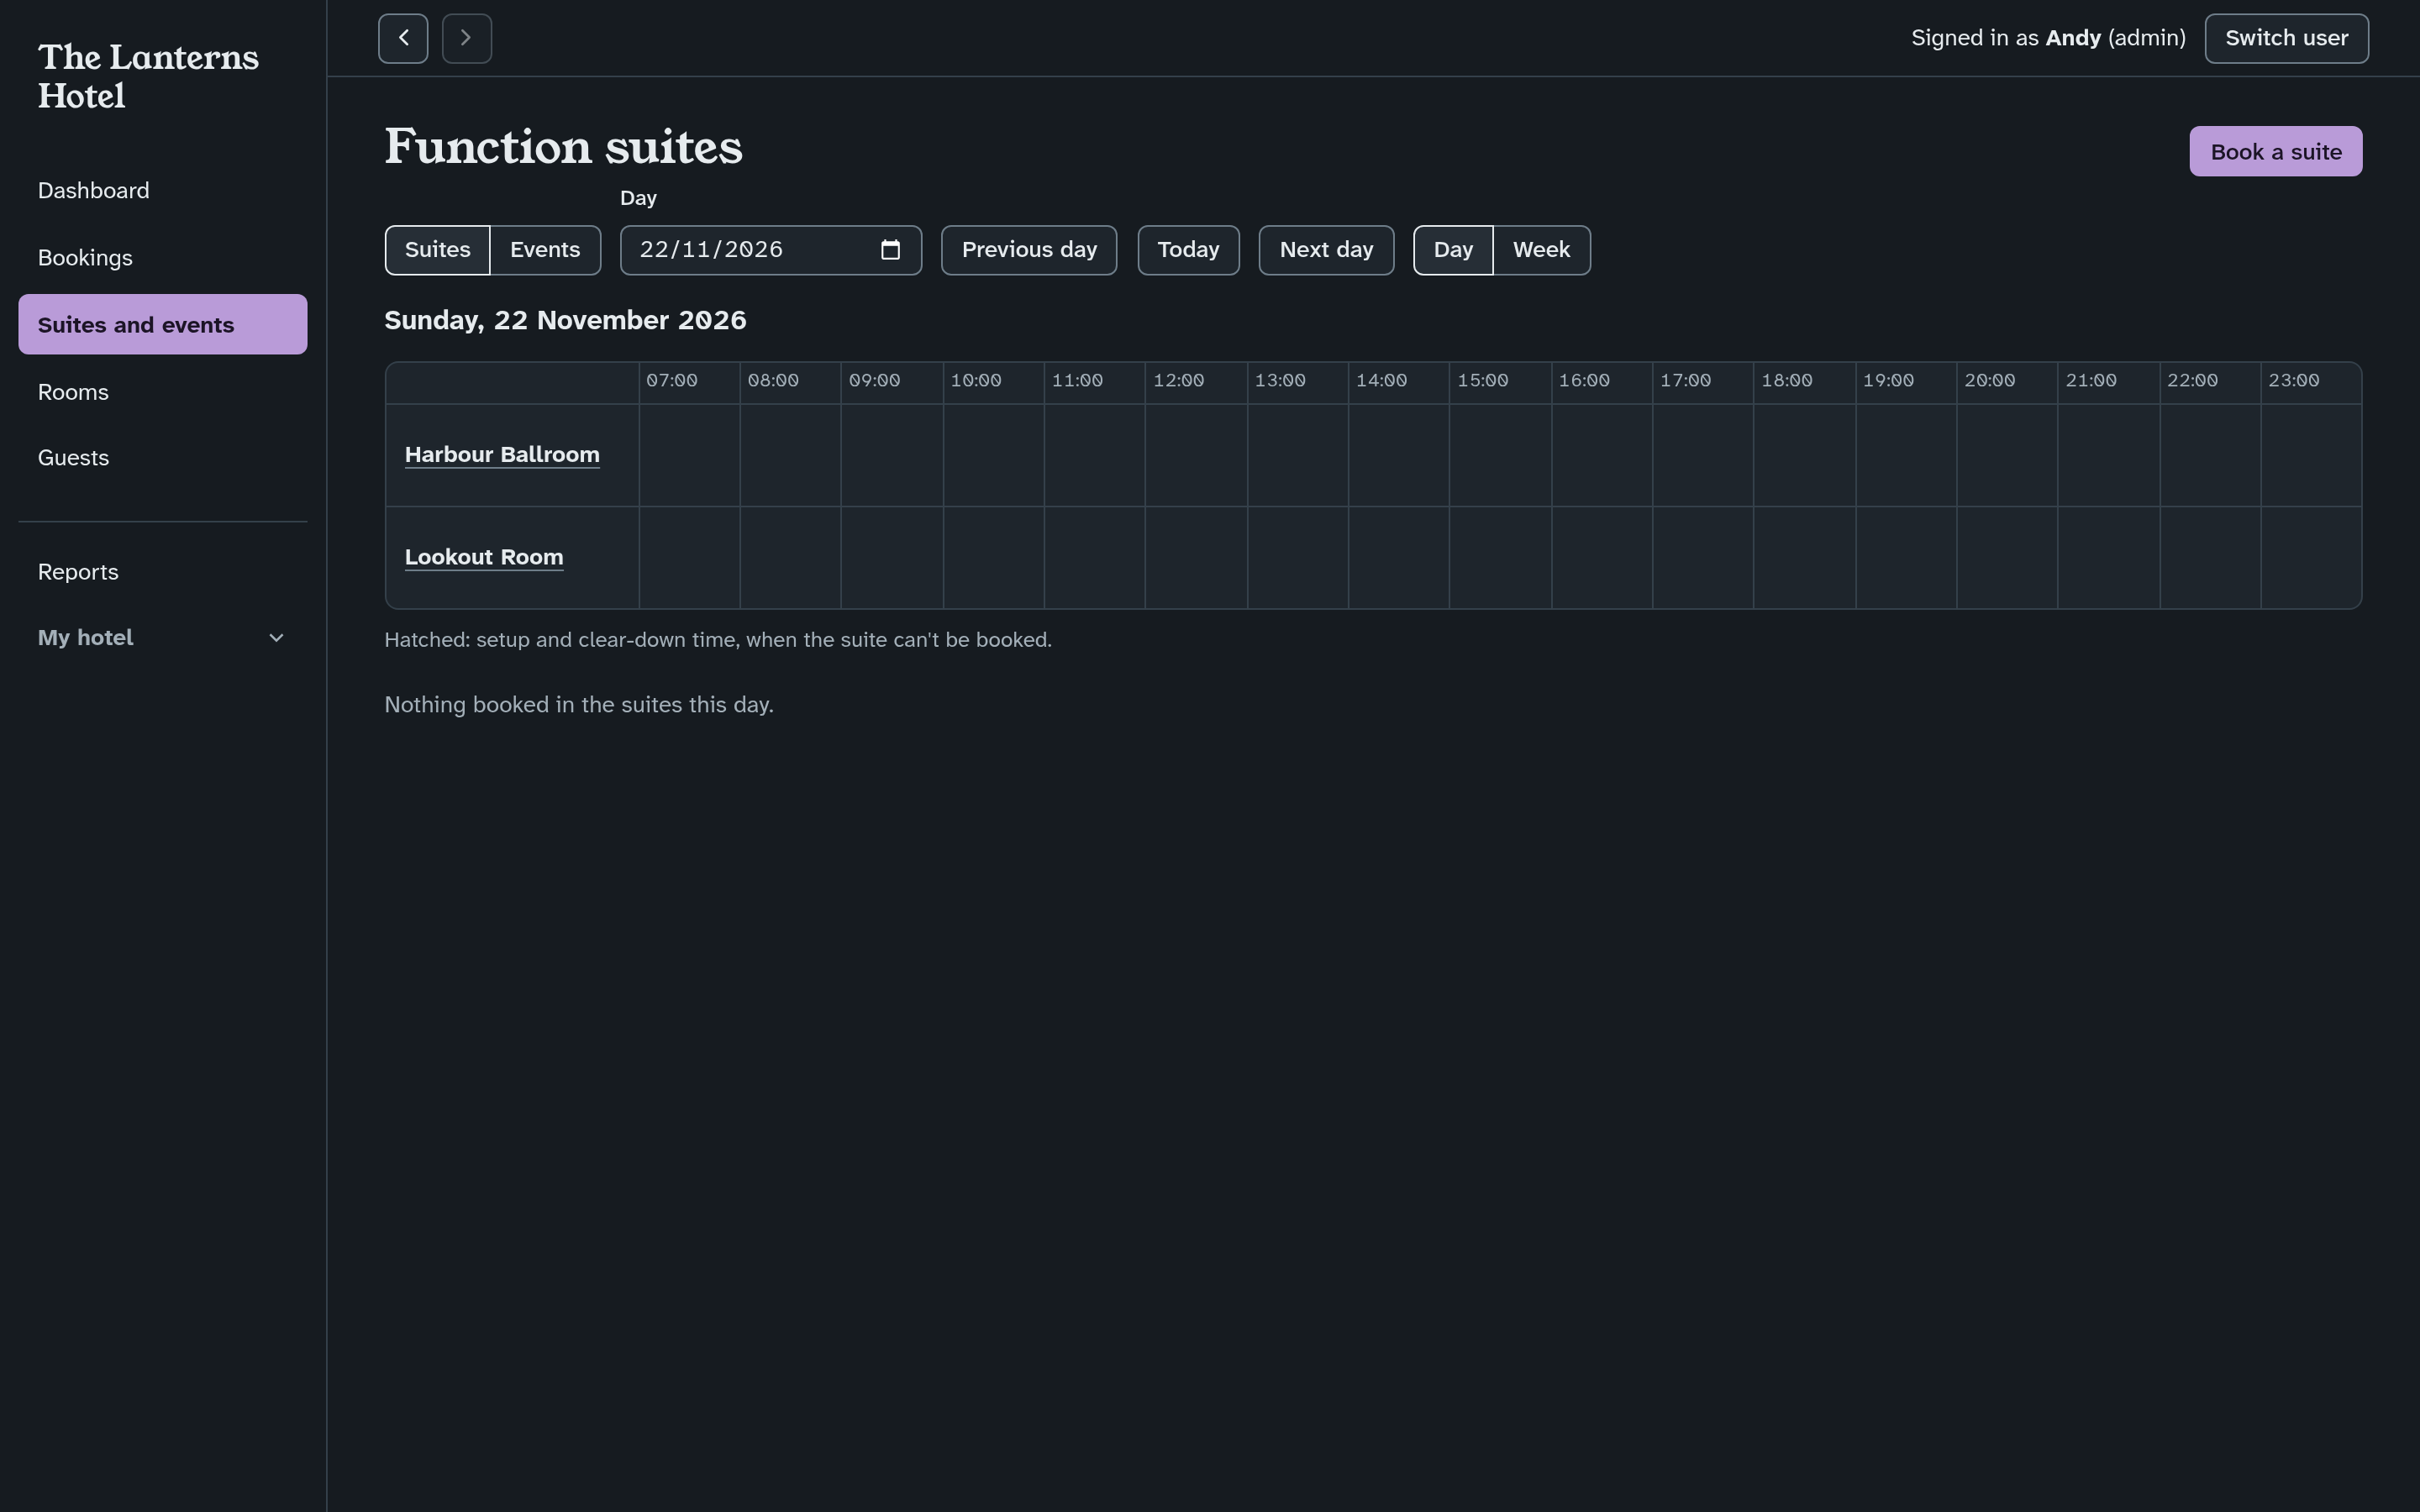 The Lanterns
Hotel
Dashboard
Bookings
Suites and events
Rooms
Guests
Reports
My hotel
Signed in as Andy (admin)
Switch user
Function suites
Book a suite
Day
Suites
Events
22/11/2026
Previous day
Today
Next day
Day
Week
Sunday, 22 November 2026
07:00 08:00 09:00 10:00 11:00 12:00 13:00 14:00 15:00 16:00 17:00 18:00 19:00 20:00 21:00 22:00 23:00
Harbour Ballroom
Lookout Room
Hatched: setup and clear-down time, when the suite can't be booked.
Nothing booked in the suites this day.